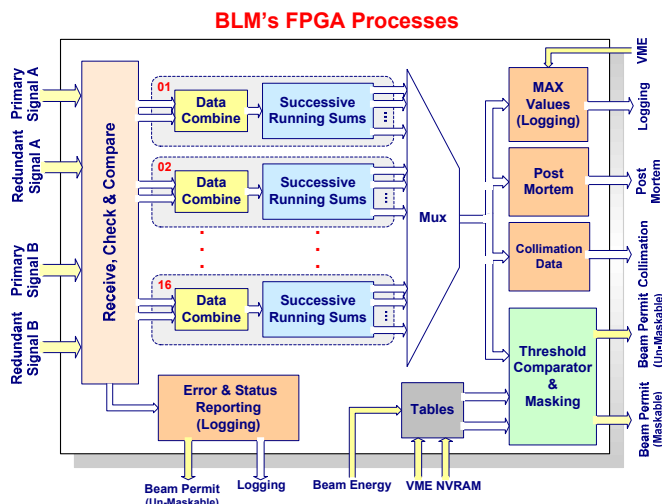 BLM's FPGA Processes
VME
Primary
Signal A
Redundant
Signal A
Primary
Signal B
Redundant
Signal B
Receive, Check & Compare
01
Data
Combine
Successive
Running Sums
...
02
Data
Combine
Successive
Running Sums
...
16
Data
Combine
Successive
Running Sums
...
Mux
MAX
Values
(Logging)
Logging
Post
Mortem
Post
Mortem
Collimation
Data
Collimation
Threshold
Comparator
&
Masking
Beam Permit
(Un-Maskable)
Beam Permit
(Maskable)
Error & Status
Reporting
(Logging)
Tables
Beam Permit
(Un-Maskable)
Logging
Beam Energy
VME NVRAM